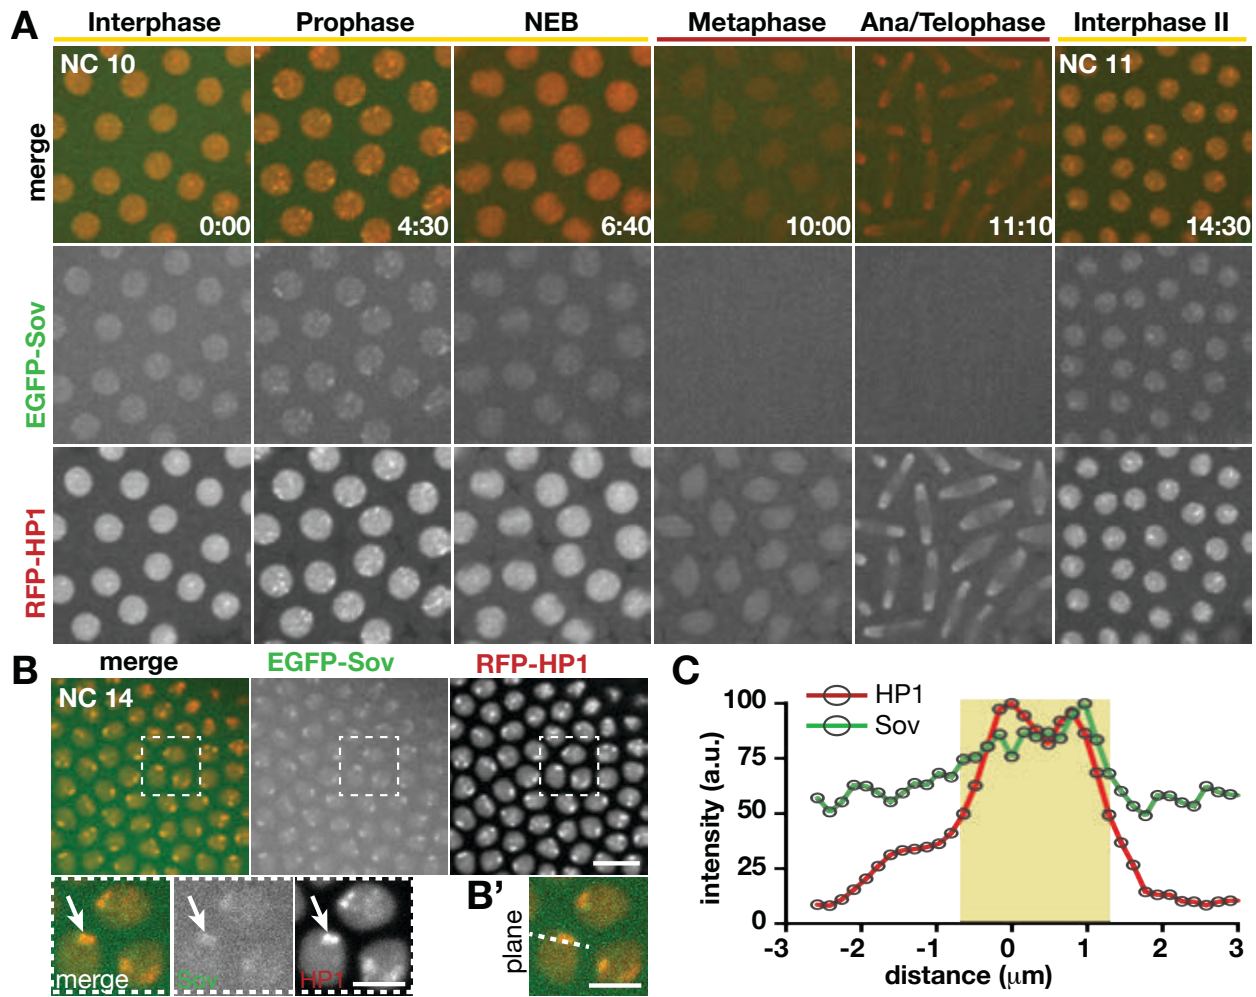 A
Interphase Prophase NEB Metaphase Ana/Telophase Interphase II
merge
NC 10
NC 11
0:00 4:30 6:40 10:00 11:10 14:30
EGFP-Sov
RFP-HP1
B
merge EGFP-Sov RFP-HP1
NC 14
merge Sov HP1
B'
plane
C
HP1
Sov
intensity (a.u.)
100
75
50
25
0
-3 -2 -1 0 1 2 3
distance (μm)